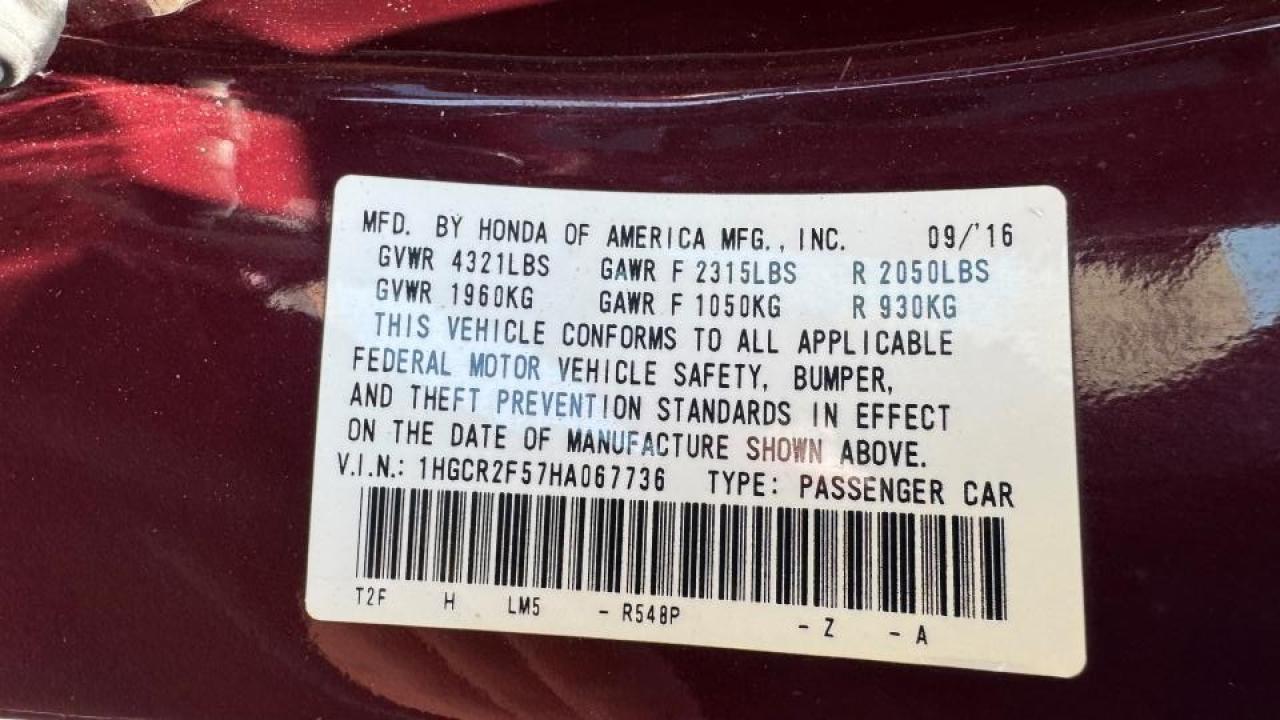 MFD. BY HONDA OF AMERICA MFG., INC. 09/'16
GVWR 4321LBS GAWR F 2315LBS R 2050LBS
GVWR 1960KG GAWR F 1050KG R 930KG
THIS VEHICLE CONFORMS TO ALL APPLICABLE
FEDERAL MOTOR VEHICLE SAFETY, BUMPER,
AND THEFT PREVENTION STANDARDS IN EFFECT
ON THE DATE OF MANUFACTURE SHOWN ABOVE.
V.I.N.: 1HGCR2F57HA067736 TYPE: PASSENGER CAR
T2F H LM5 - R548P - Z - A